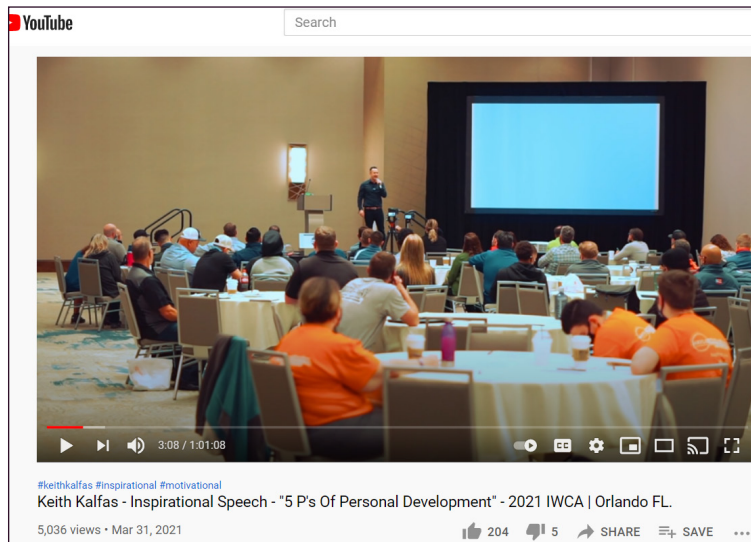 YouTube
Search
3:08 / 1:01:08
CC
#keithkalfas #inspirational #motivational
Keith Kalfas - Inspirational Speech - "5 P's Of Personal Development" - 2021 IWCA | Orlando FL.
5,036 views • Mar 31, 2021 204 5 SHARE SAVE